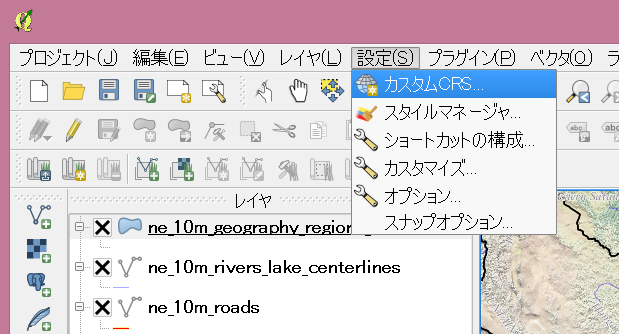 プロジェクト(J) 編集(E) ビュー(V) レイヤ(L) 設定(S) プラグイン(P) ベクタ(O) ラ
カスタムCRS...
スタイルマネージャ...
ショートカットの構成...
カスタマイズ...
オプション...
スナップオプション...
abc
レイヤ
ne_10m_geography_region
ne_10m_rivers_lake_centerlines
ne_10m_roads